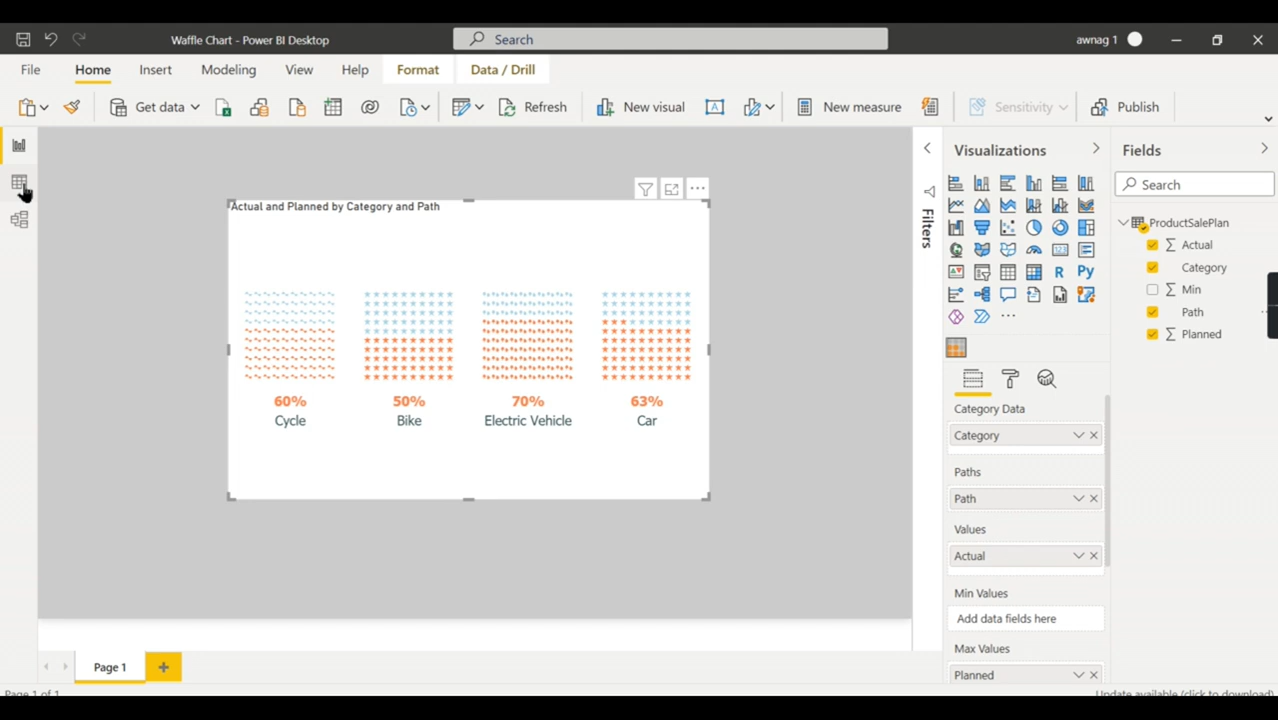 Waffle Chart - Power BI Desktop
Search
awnag 1
File
Home
Insert
Modeling
View
Help
Format
Data / Drill
Get data
Refresh
New visual
New measure
Sensitivity
Publish
Actual and Planned by Category and Path
60%
50%
70%
63%
Cycle
Bike
Electric Vehicle
Car
Filters
Visualizations
R
Py
123
Category Data
Category
Paths
Path
Values
Actual
Min Values
Add data fields here
Max Values
Planned
Fields
Search
ProductSalePlan
Actual
Category
Min
Path
Planned
Page 1
Page 1 of 1
Update available (click to download)